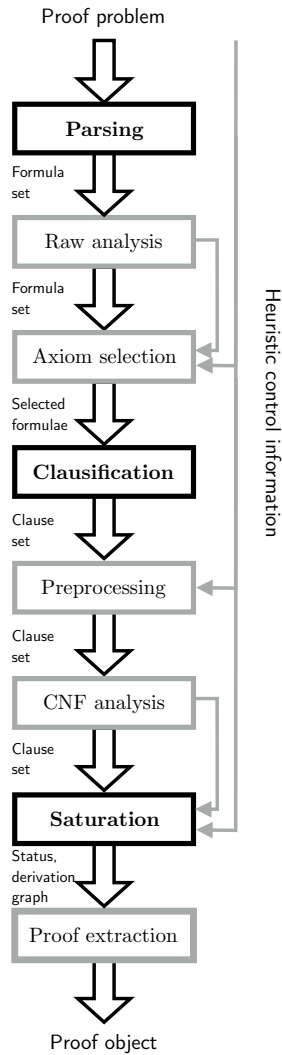 Proof problem
Parsing
Formula
set
Raw analysis
Formula
set
Axiom selection
Heuristic control information
Selected
formulae
Clausification
Clause
set
Preprocessing
Clause
set
CNF analysis
Clause
set
Saturation
Status,
derivation
graph
Proof extraction
Proof object